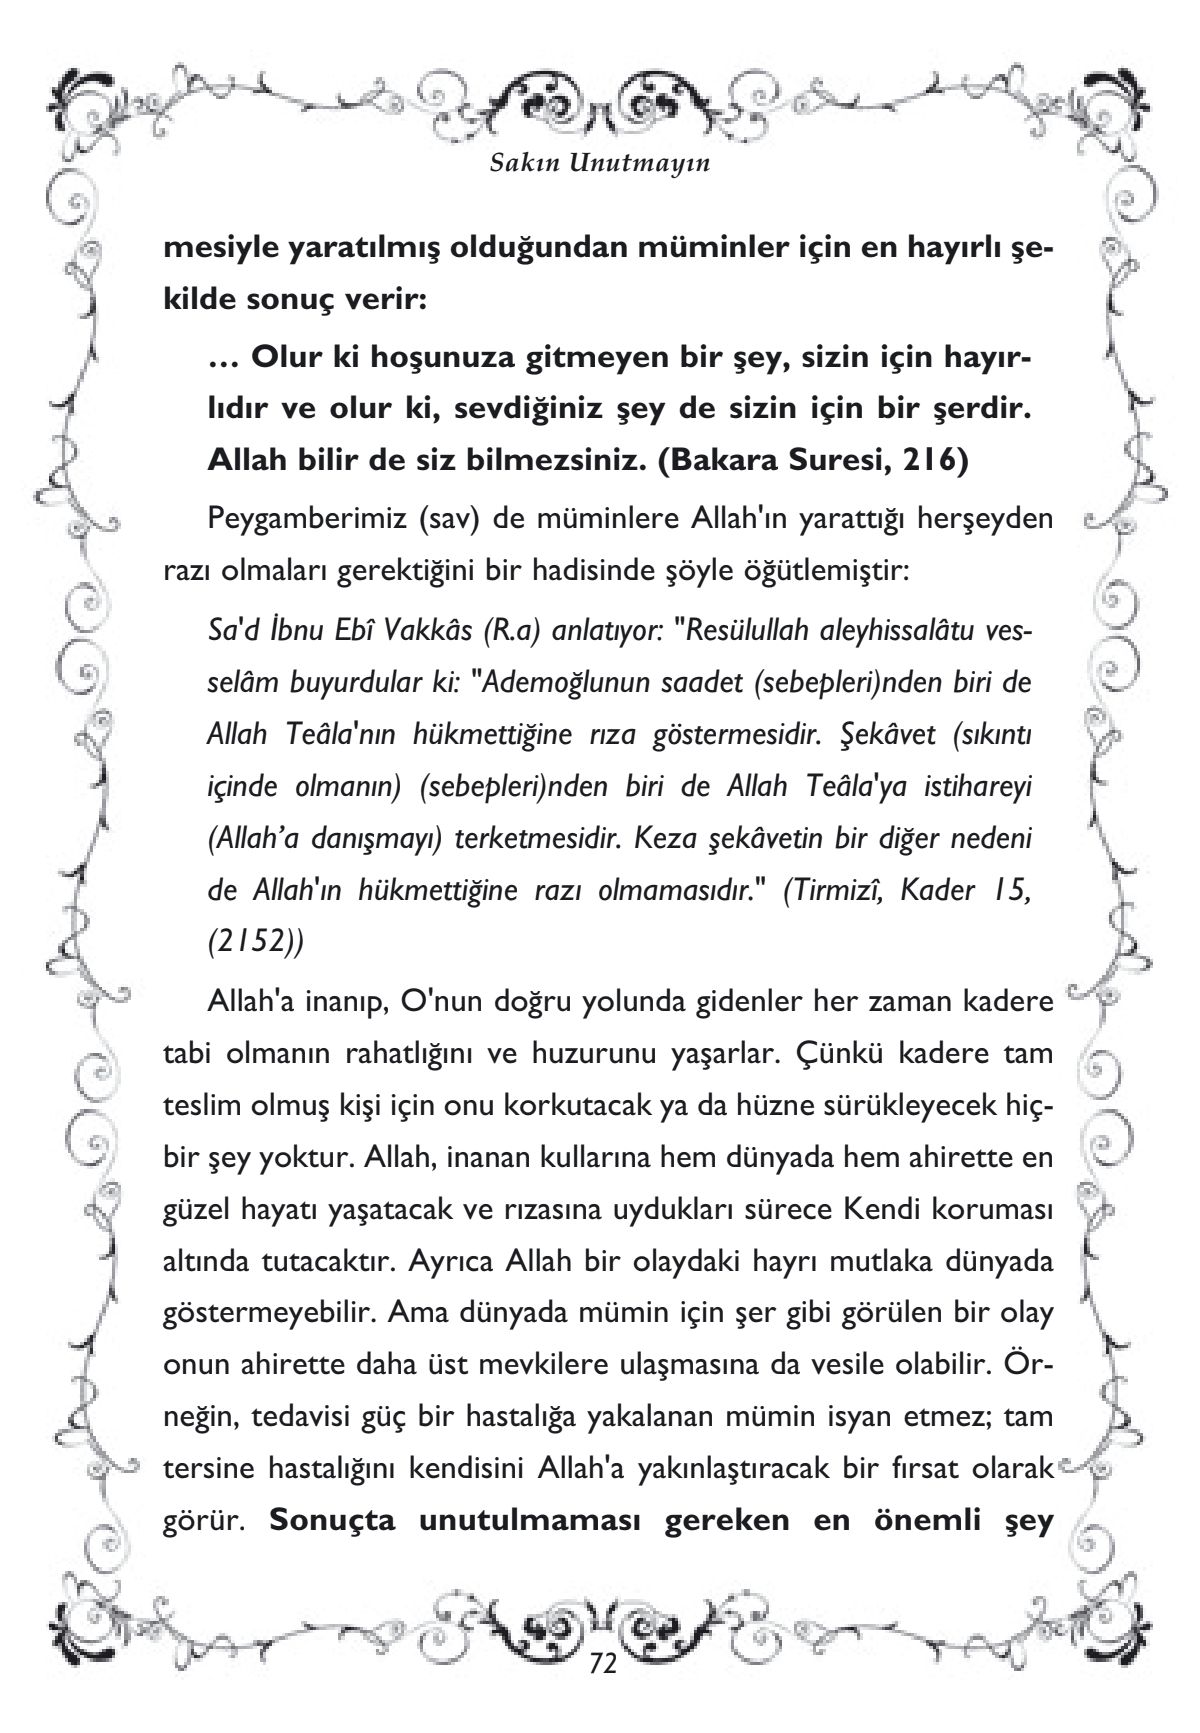 Sakın Unutmayın
mesiyle yaratılmış olduğundan müminler için en hayırlı şe-
kilde sonuç verir:
… Olur ki hoşunuza gitmeyen bir şey, sizin için hayır-
lıdır ve olur ki, sevdiğiniz şey de sizin için bir şerdir.
Allah bilir de siz bilmezsiniz. (Bakara Suresi, 216)
Peygamberimiz (sav) de müminlere Allah'ın yarattığı herşeyden
razı olmaları gerektiğini bir hadisinde şöyle öğütlemiştir:
Sa'd İbnu Ebî Vakkâs (R.a) anlatıyor: "Resülullah aleyhissalâtu ves-
selâm buyurdular ki: "Ademoğlunun saadet (sebepleri)nden biri de
Allah Teâla'nın hükmettiğine rıza göstermesidir. Şekâvet (sıkıntı
içinde olmanın) (sebepleri)nden biri de Allah Teâla'ya istihareyi
(Allah’a danışmayı) terketmesidir. Keza şekâvetin bir diğer nedeni
de Allah'ın hükmettiğine razı olmamasıdır." (Tirmizî, Kader 15,
(2152))
Allah'a inanıp, O'nun doğru yolunda gidenler her zaman kadere
tabi olmanın rahatlığını ve huzurunu yaşarlar. Çünkü kadere tam
teslim olmuş kişi için onu korkutacak ya da hüzne sürükleyecek hiç-
bir şey yoktur. Allah, inanan kullarına hem dünyada hem ahirette en
güzel hayatı yaşatacak ve rızasına uydukları sürece Kendi koruması
altında tutacaktır. Ayrıca Allah bir olaydaki hayrı mutlaka dünyada
göstermeyebilir. Ama dünyada mümin için şer gibi görülen bir olay
onun ahirette daha üst mevkilere ulaşmasına da vesile olabilir. Ör-
neğin, tedavisi güç bir hastalığa yakalanan mümin isyan etmez; tam
tersine hastalığını kendisini Allah'a yakınlaştıracak bir fırsat olarak
görür. Sonuçta unutulmaması gereken en önemli şey
72